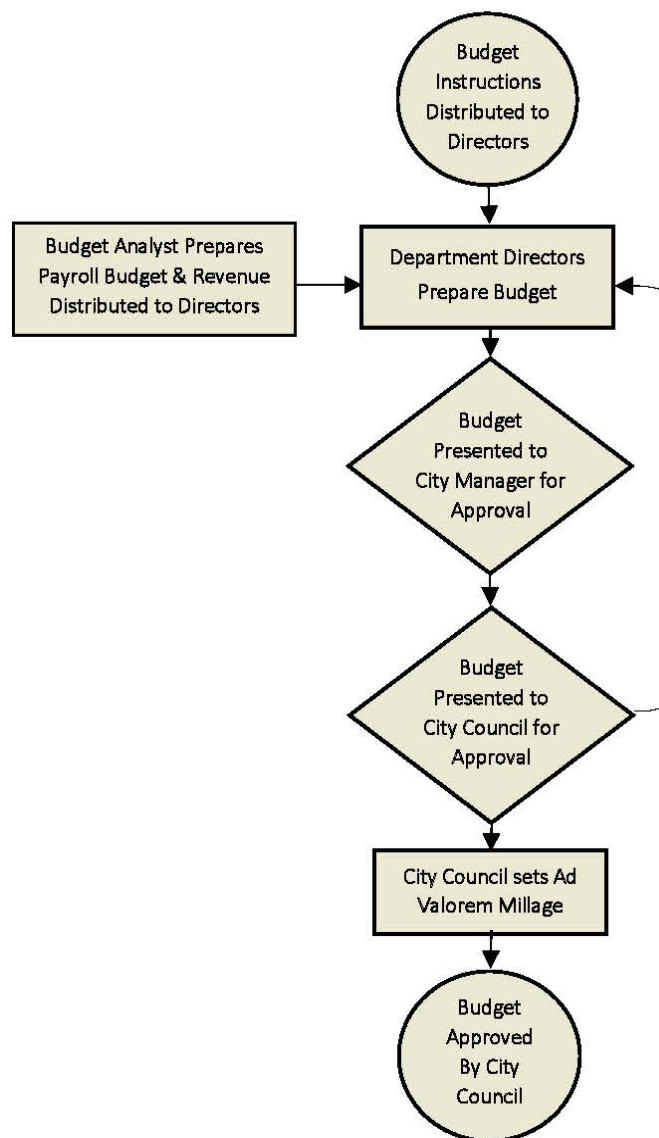 Budget
Instructions
Distributed to
Directors
Budget Analyst Prepares
Payroll Budget & Revenue
Distributed to Directors
Department Directors
Prepare Budget
Budget
Presented to
City Manager for
Approval
Budget
Presented to
City Council for
Approval
City Council sets Ad
Valorem Millage
Budget
Approved
By City
Council